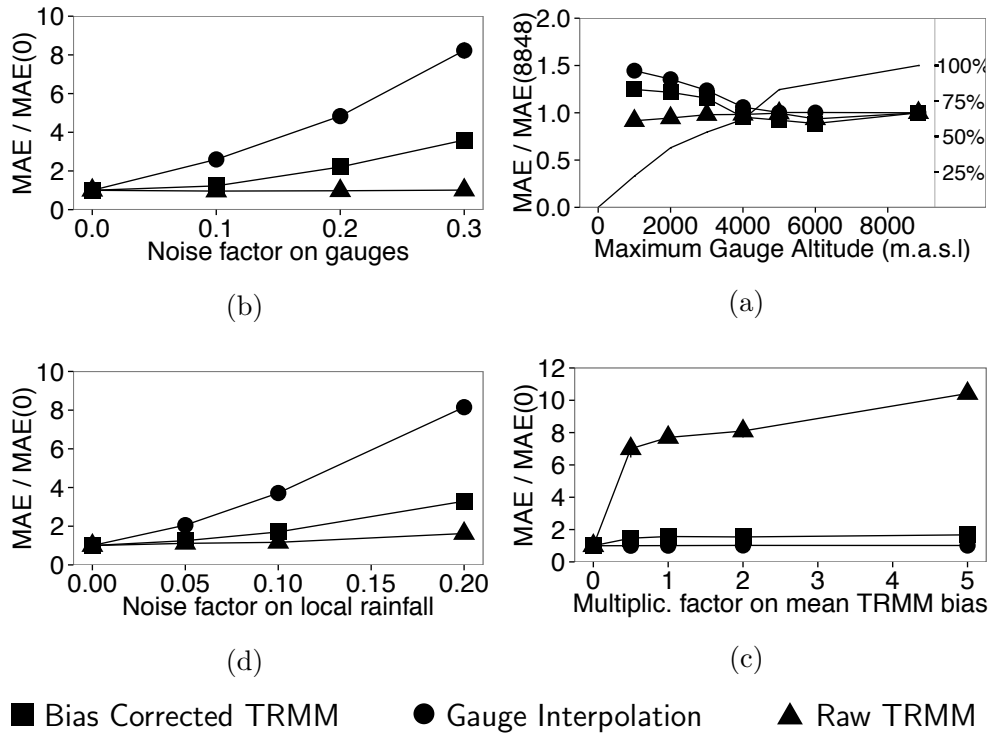 MAE / MAE(0)
10
8
6
4
2
0
0.0 0.1 0.2 0.3
Noise factor on gauges
(b)
MAE / MAE(8848)
2.0
1.5
1.0
0.5
0.0
100%
75%
50%
25%
0 2000 4000 6000 8000
Maximum Gauge Altitude (m.a.s.l)
(a)
MAE / MAE(0)
10
8
6
4
2
0
0.00 0.05 0.10 0.15 0.20
Noise factor on local rainfall
(d)
MAE / MAE(0)
12
10
8
6
4
2
0
0 1 2 3 4 5
Multiplic. factor on mean TRMM bias
(c)
Bias Corrected TRMM Gauge Interpolation Raw TRMM